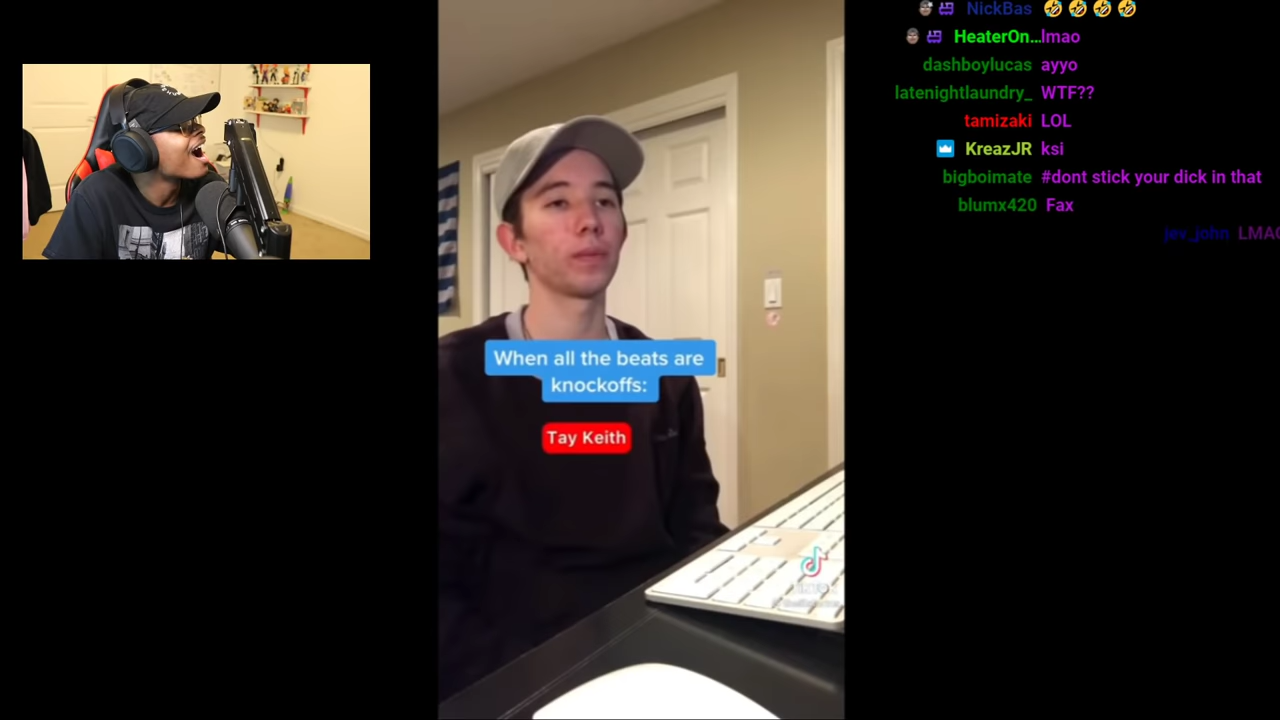 NickBas 🤣🤣🤣🤣
HeaterOn… lmao
dashboylucas ayyo
latenightlaundry_ WTF??
tamizaki LOL
KreazJR ksi
bigboimate #dont stick your dick in that
blumx420 Fax
jev_john LMAO
When all the beats are
knockoffs:
Tay Keith
TikTok